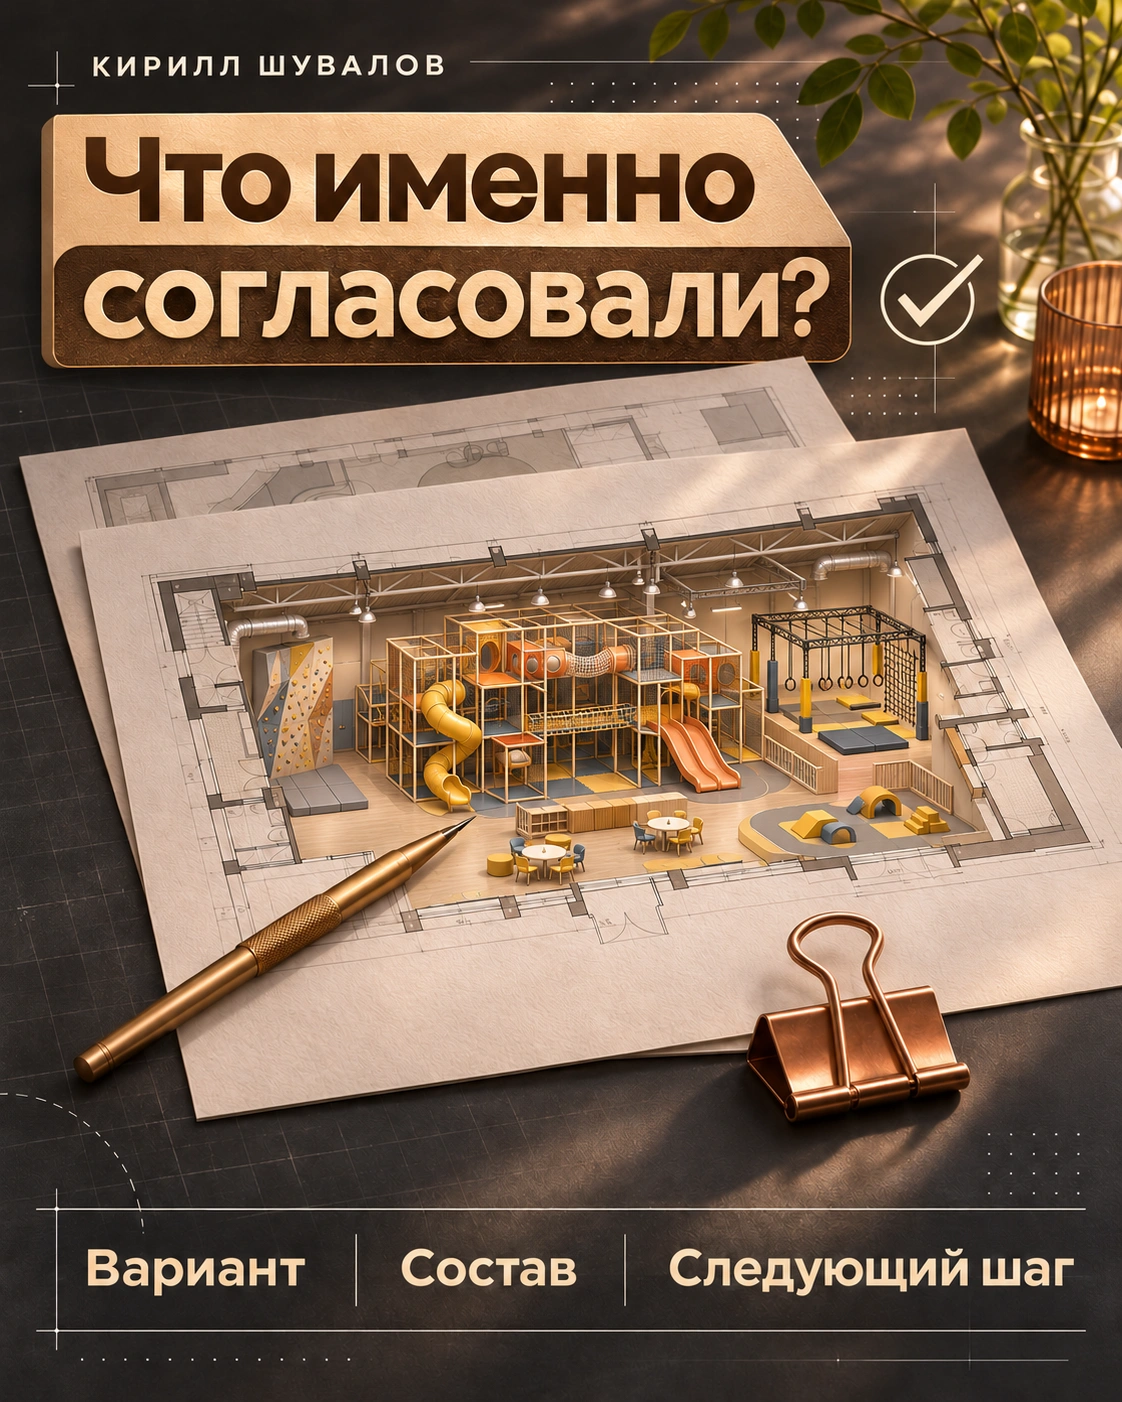 КИРИЛЛ ШУВАЛОВ
Что именно
согласовали?
Вариант
Состав
Следующий шаг